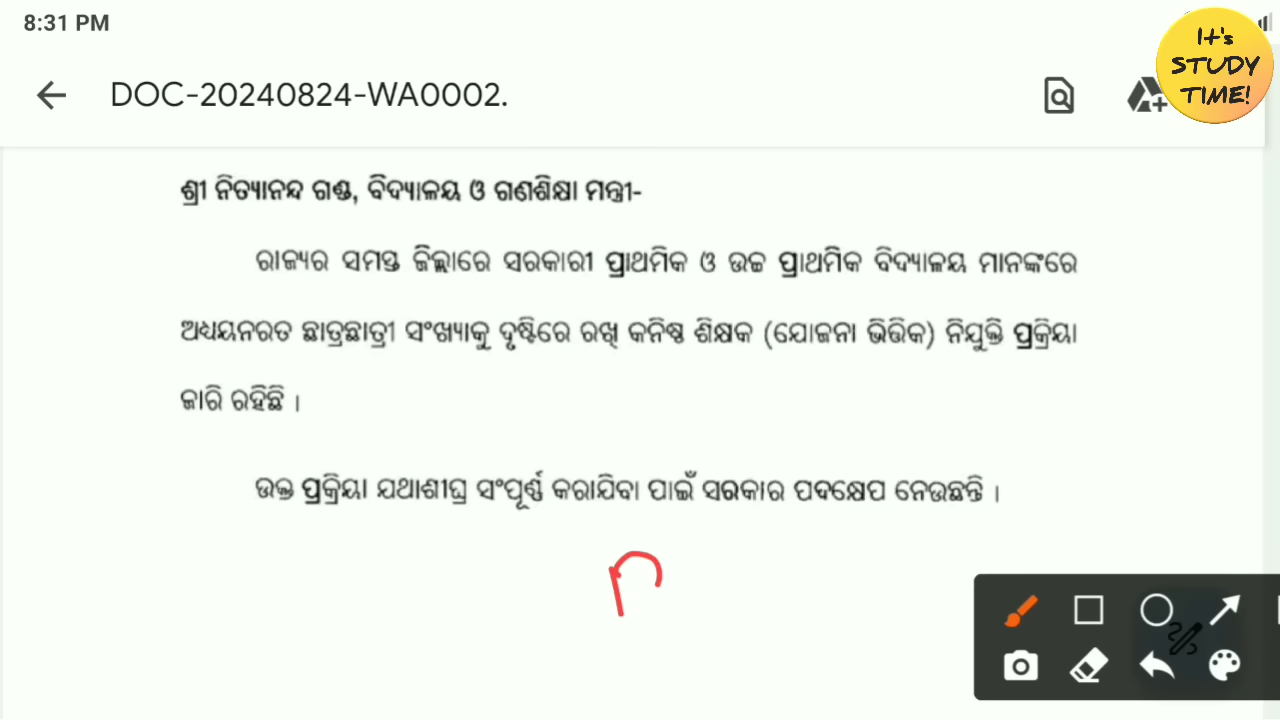 8:31 PM
DOC-20240824-WA0002.
It's
STUDY
TIME!
ଶ୍ରୀ ନିତ୍ୟାନନ୍ଦ ଗଣ୍ଡ, ବିଦ୍ୟାଳୟ ଓ ଗଣଶିକ୍ଷା ମନ୍ତ୍ରୀ-
ରାଜ୍ୟର ସମସ୍ତ ଜିଲ୍ଲାରେ ସରକାରୀ ପ୍ରାଥମିକ ଓ ଉଚ୍ଚ ପ୍ରାଥମିକ ବିଦ୍ୟାଳୟ ମାନଙ୍କରେ
ଅଧ୍ୟୟନରତ ଛାତ୍ରଛାତ୍ରୀ ସଂଖ୍ୟାକୁ ଦୃଷ୍ଟିରେ ରଖି କନିଷ୍ଠ ଶିକ୍ଷକ (ଯୋଜନା ଭିତ୍ତିକ) ନିଯୁକ୍ତି ପ୍ରକ୍ରିୟା
ଜାରି ରହିଛି ।
ଉକ୍ତ ପ୍ରକ୍ରିୟା ଯଥାଶୀଘ୍ର ସଂପୂର୍ଣ୍ଣ କରାଯିବା ପାଇଁ ସରକାର ପଦକ୍ଷେପ ନେଉଛନ୍ତି ।